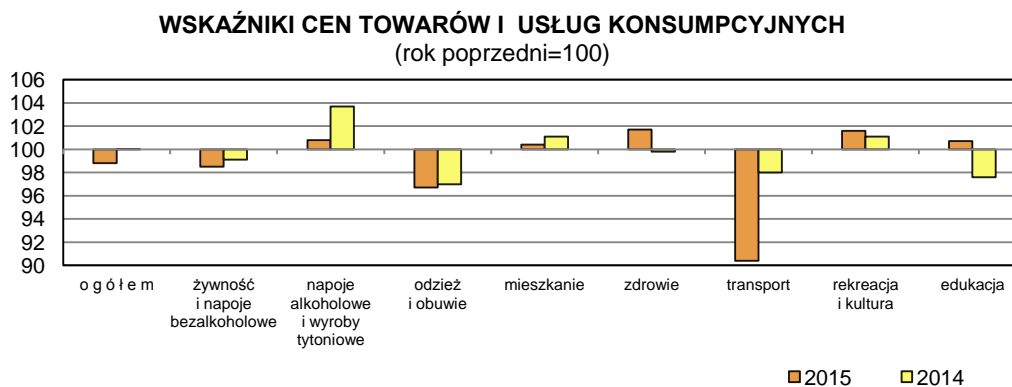 WSKAŹNIKI CEN TOWARÓW I USŁUG KONSUMPCYJNYCH
(rok poprzedni=100)
106
104
102
100
98
96
94
92
90
o g ó ł e m
żywność
i napoje
bezalkoholowe
napoje
alkoholowe
i wyroby
tytoniowe
odzież
i obuwie
mieszkanie
zdrowie
transport
rekreacja
i kultura
edukacja
2015
2014